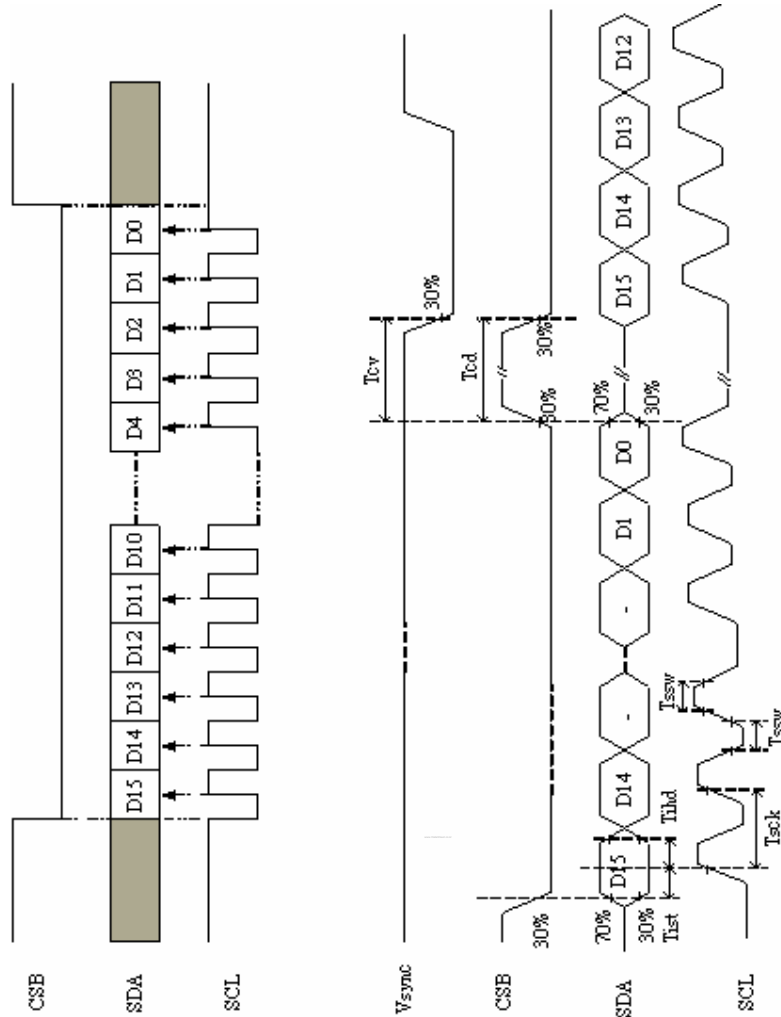 CSB
SDA
D15 D14 D13 D12 D11 D10 D4 D3 D2 D1 D0
SCL
Vsync
Tcv
30%
CSB
30%
30%
Tcd
30%
SDA
70%
30%
D15 D14 - - D1 D0
70%
30%
D15 D14 D13 D12
Tist
Tihd
SCL
Tsck
Tssw
Tssw